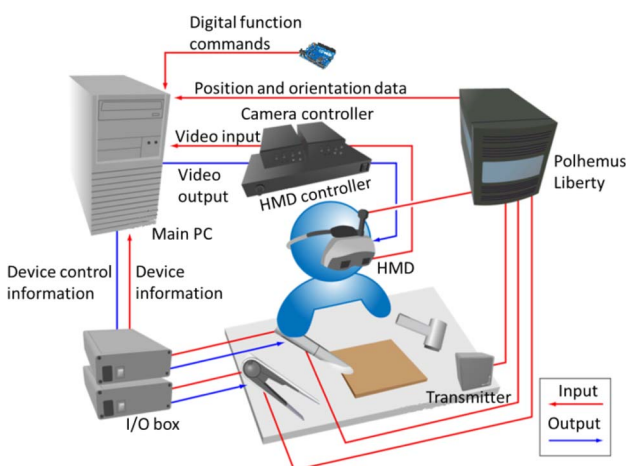 Digital function
commands
Position and orientation data
Camera controller
Video input
Video
output
HMD controller
Polhemus
Liberty
Main PC
HMD
Device control
information
Device
information
Transmitter
I/O box
Input
Output